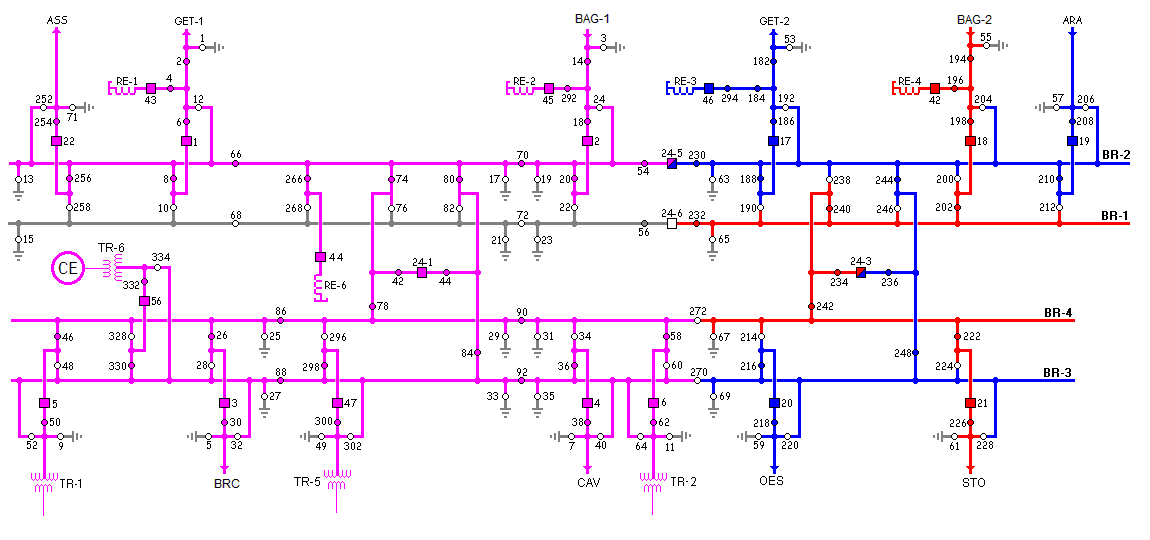 ASS GET-1 BAG-1 GET-2 BAG-2 ARA
1 3 53 55
2 14 182 194
RE-1 4 RE-2 RE-3 RE-4 196
43 45 292 46 294 184 42
252 71 12 24 192 57 204 206
254 6 18 186 198 208
22 1 2 17 18 19
66 70 24-5 230 BR-2
54
13 256 8 266 74 80 17 19 20 63 188 238 244 200 210
258 10 268 76 82 22 190 240 246 202 212
68 72 24-6 232 BR-1
56
15 21 23 65
TR-6 334 44 24-1 24-3
CE 332 42 44 234 236
56 RE-6
78 242
86 90 272 BR-4
46 328 26 25 296 29 31 34 58 67 214 222
84 248
48 330 28 298 36 60 216 224
88 92 270 BR-3
27 33 35 69
5 3 47 4 6 20 21
50 30 300 38 62 218 226
52 9 5 32 49 302 7 40 64 11 59 220 61 228
TR-1 BRC TR-5 CAV TR-2 OES STO